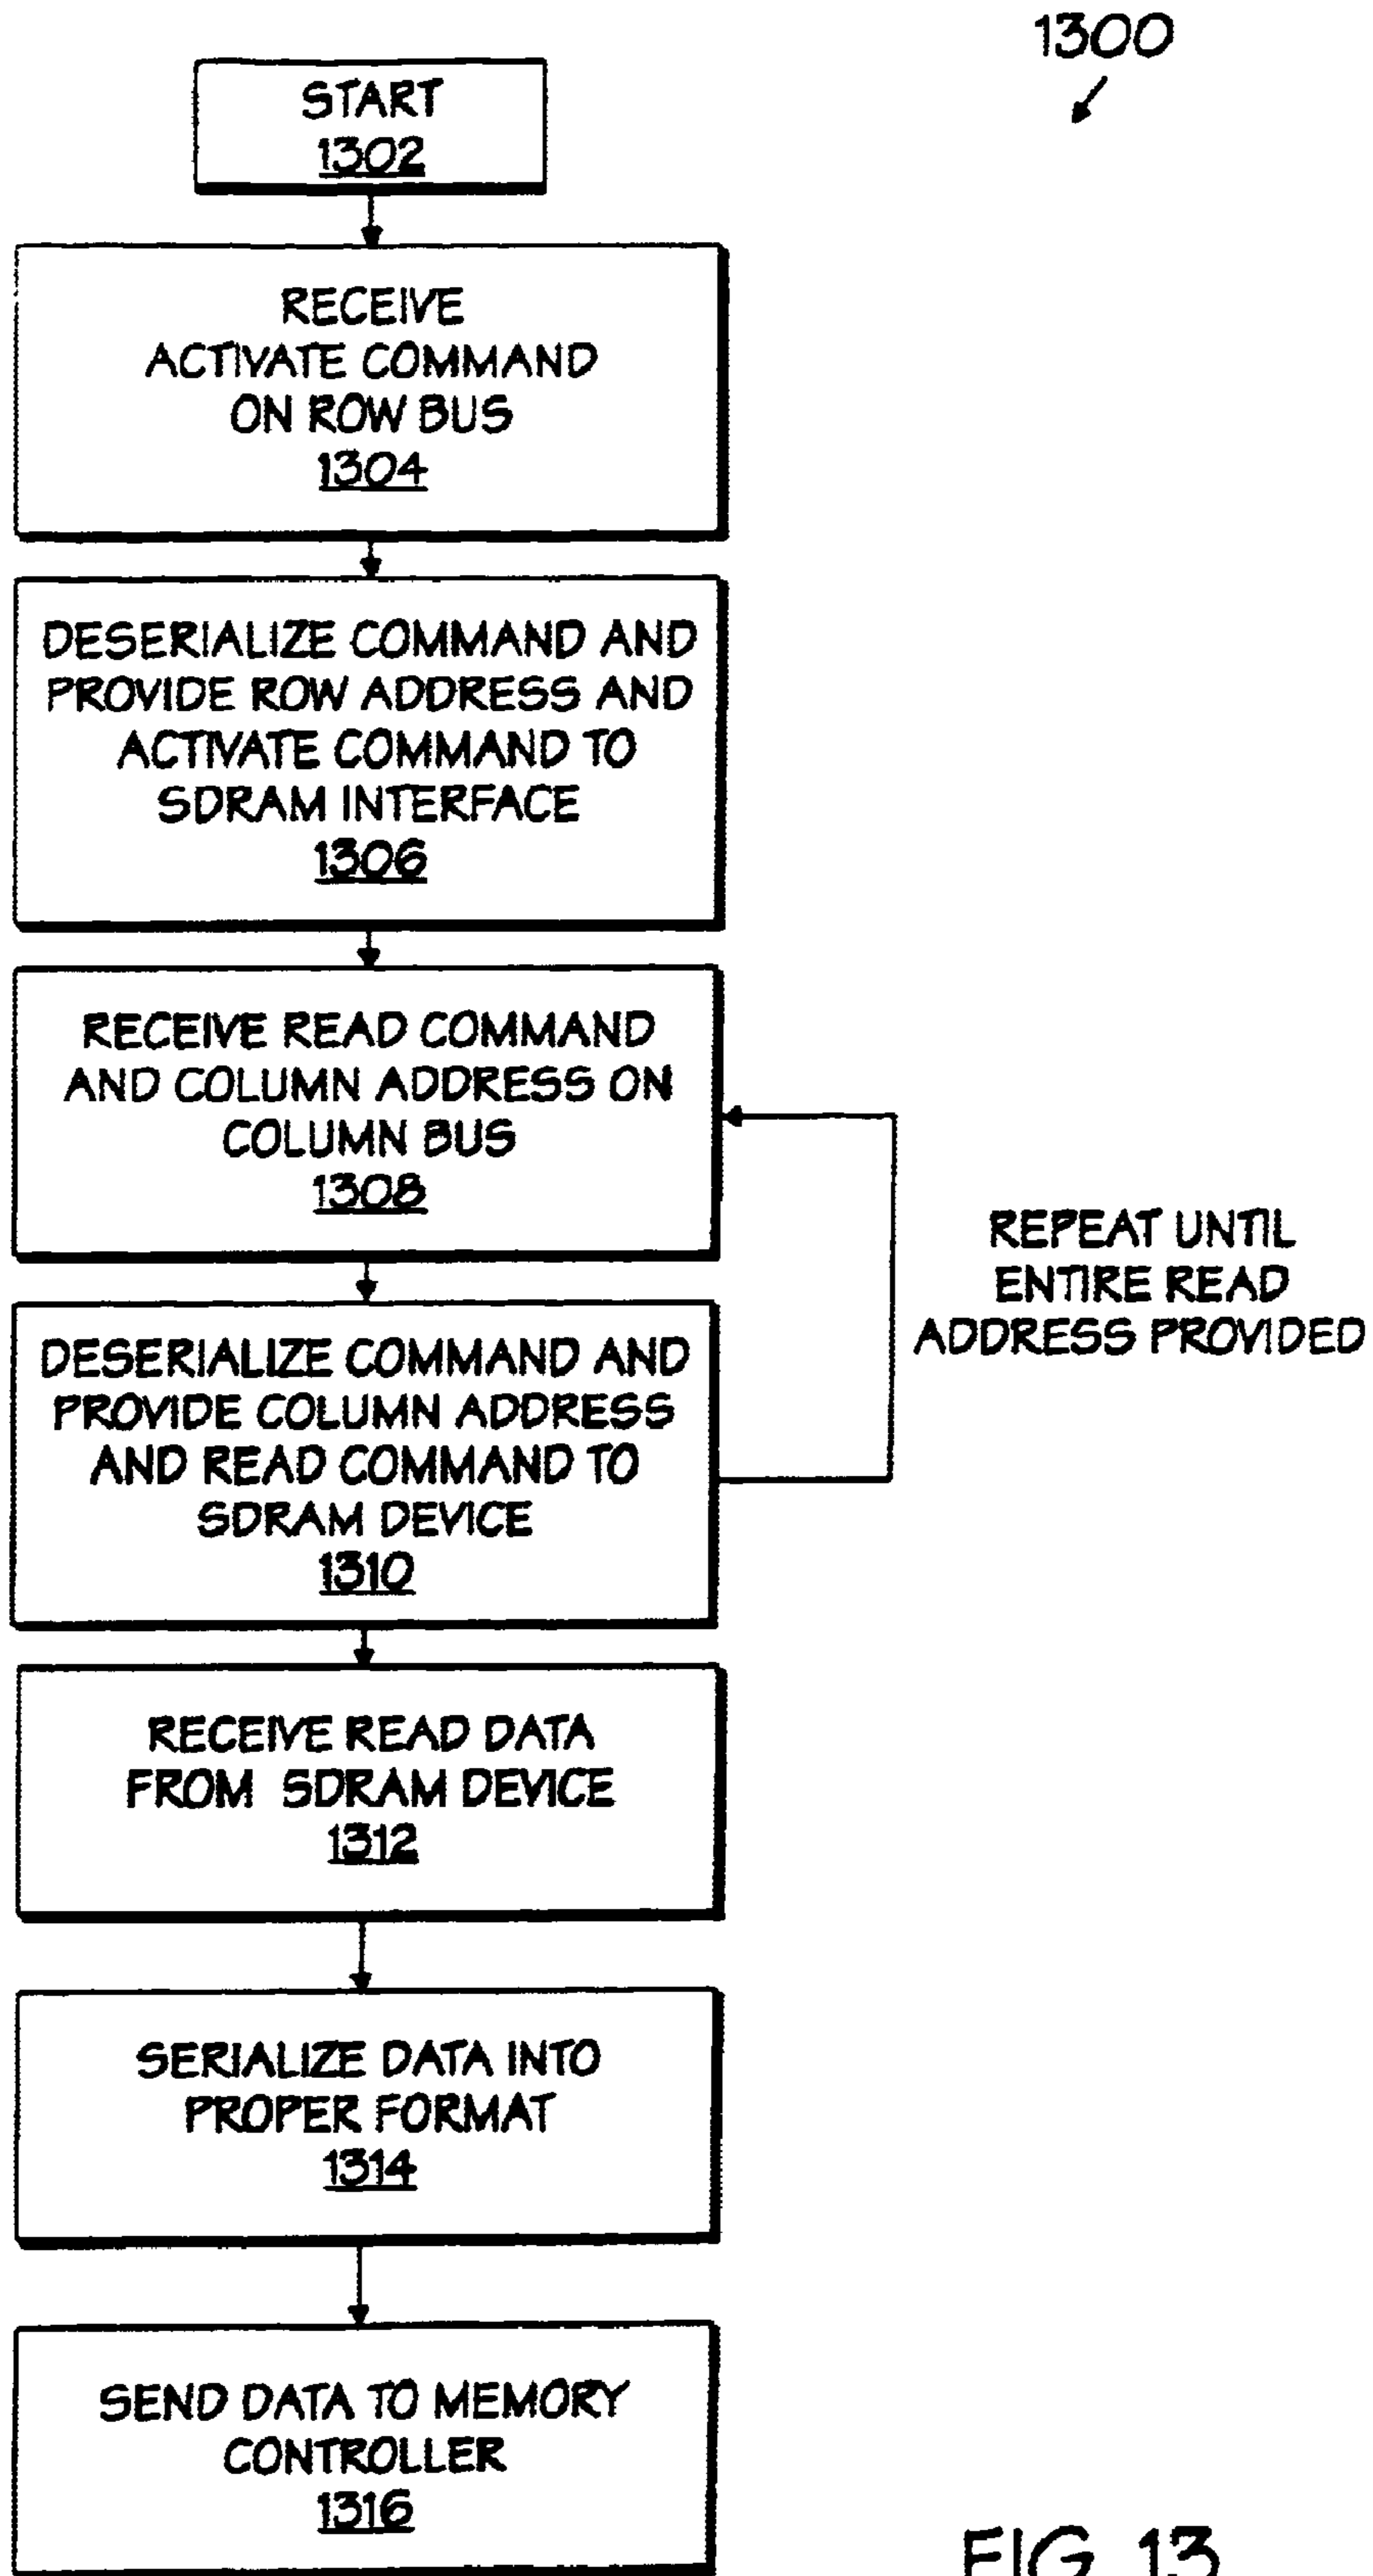 1300
START
1302
RECEIVE
ACTIVATE COMMAND
ON ROW BUS
1304
DESERIALIZE COMMAND AND
PROVIDE ROW ADDRESS AND
ACTIVATE COMMAND TO
SDRAM INTERFACE
1306
RECEIVE READ COMMAND
AND COLUMN ADDRESS ON
COLUMN BUS
1308
REPEAT UNTIL
ENTIRE READ
ADDRESS PROVIDED
DESERIALIZE COMMAND AND
PROVIDE COLUMN ADDRESS
AND READ COMMAND TO
SDRAM DEVICE
1310
RECEIVE READ DATA
FROM SDRAM DEVICE
1312
SERIALIZE DATA INTO
PROPER FORMAT
1314
SEND DATA TO MEMORY
CONTROLLER
1316
FIG. 13